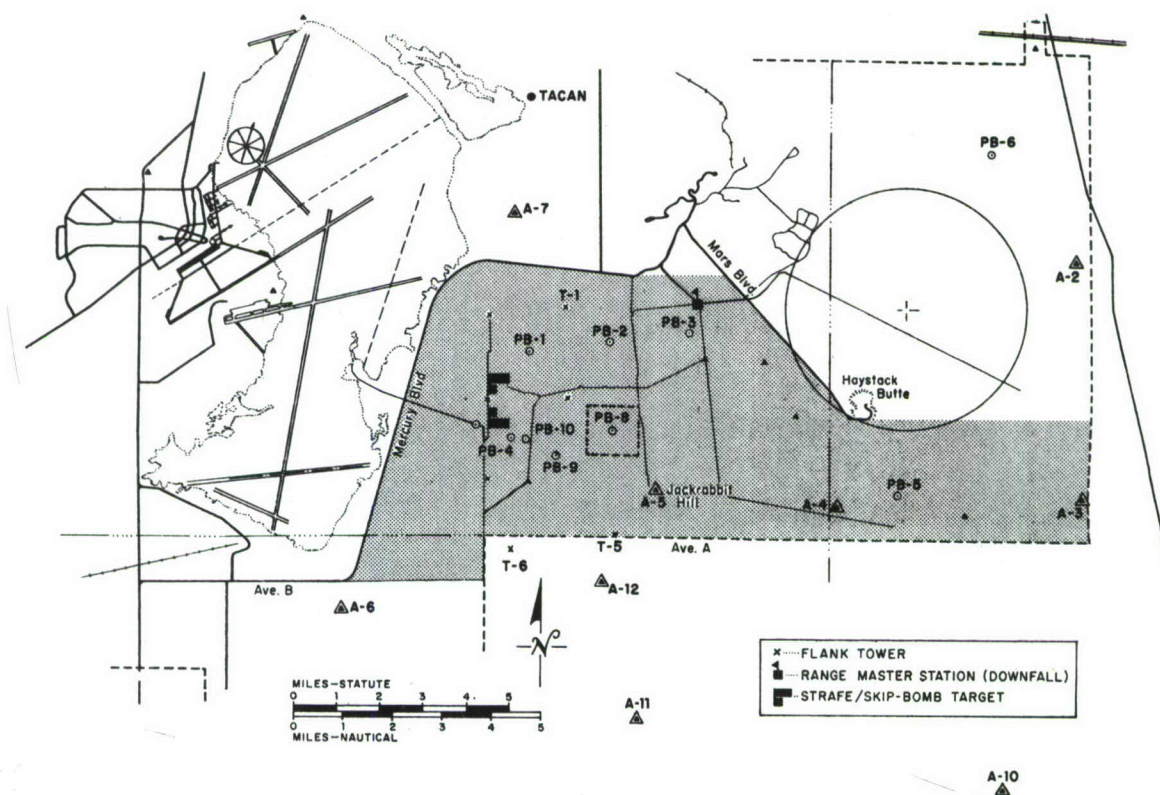 TACAN
PB-6
A-7
A-2
Mars Blvd
T-1
PB-1
PB-2
PB-3
Haystack
Butte
Mercury Blvd
PB-8
PB-10
PB-4
PB-9
PB-5
A-5
Jackrabbit
Hill
A-4
A-3
T-5
Ave. A
T-6
Ave. B
A-6
A-12
N
FLANK TOWER
RANGE MASTER STATION (DOWNFALL)
STRAFE/SKIP-BOMB TARGET
MILES—STATUTE
0 1 2 3 4 5
0 1 2 3 4 5
MILES—NAUTICAL
A-11
A-10